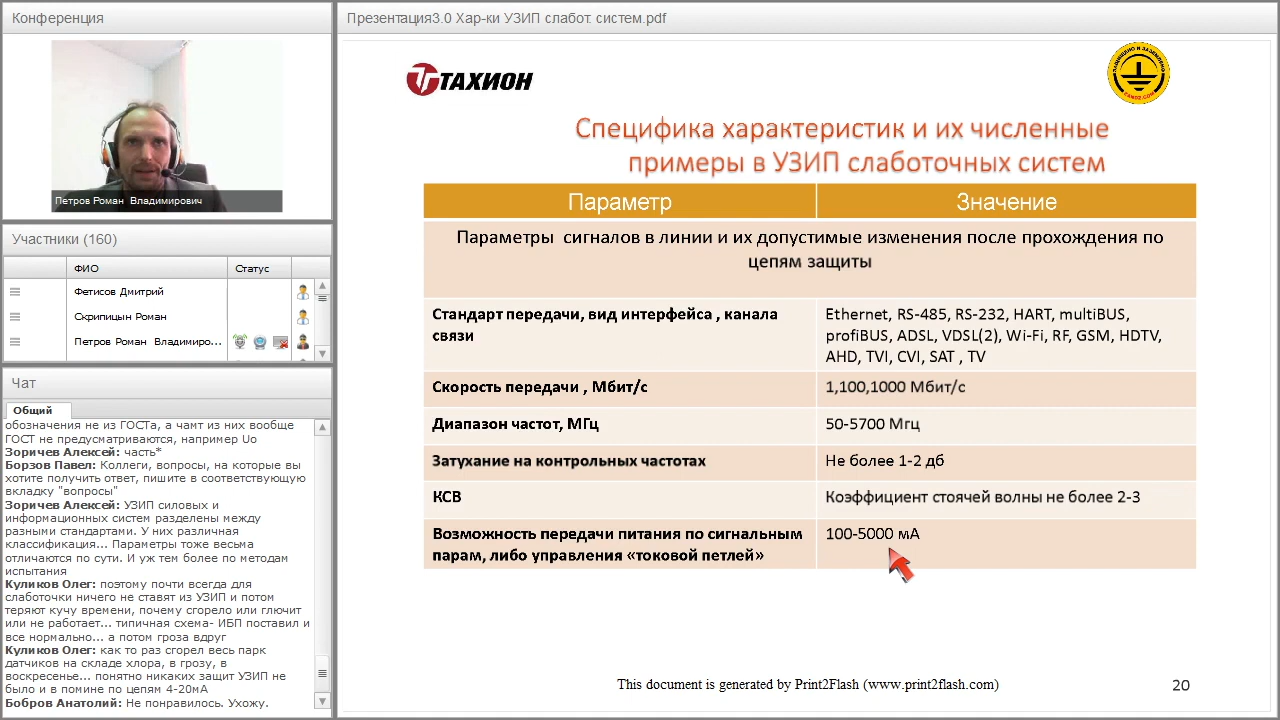 Конференция
Петров Роман Владимирович
Участники (160)
ФИО Статус
Фетисов Дмитрий
Скрипицын Роман
Петров Роман Владимиро...
Чат
Общий
обозначения не из ГОСТа, а чамт из них вообще
ГОСТ не предусматриваются, например Uo
Зоричев Алексей: часть*
Борзов Павел: Коллеги, вопросы, на которые вы
хотите получить ответ, пишите в соответствующую
вкладку "вопросы"
Зоричев Алексей: УЗИП силовых и
информационных систем разделены между
разными стандартами. У них различная
классификация... Параметры тоже весьма
отличаются по сути. И уж тем более по методам
испытания
Куликов Олег: поэтому почти всегда для
слаботочки ничего не ставят из УЗИП и потом
теряют кучу времени, почему сгорело или глючит
или не работает... типичная схема- ИБП поставил и
все нормально... а потом гроза вдруг
Куликов Олег: как то раз сгорел весь парк
датчиков на складе хлора, в грозу, в
воскресенье... понятно никаких защит УЗИП не
было и в помине по цепям 4-20мА
Бобров Анатолий: Не понравилось. Ухожу.
Презентация3.0 Хар-ки УЗИП слабот. систем.pdf
ТАХИОН
ЗАЩИЩЕНО И ЗАЗЕМЛЕНО
ZANDZ.COM
Специфика характеристик и их численные
примеры в УЗИП слаботочных систем
Параметр Значение
Параметры сигналов в линии и их допустимые изменения после прохождения по
цепям защиты
Стандарт передачи, вид интерфейса , канала
связи
Ethernet, RS-485, RS-232, HART, multiBUS,
profiBUS, ADSL, VDSL(2), Wi-Fi, RF, GSM, HDTV,
AHD, TVI, CVI, SAT , TV
Скорость передачи , Мбит/с 1,100,1000 Мбит/с
Диапазон частот, МГц 50-5700 Мгц
Затухание на контрольных частотах Не более 1-2 дб
КСВ Коэффициент стоячей волны не более 2-3
Возможность передачи питания по сигнальным
парам, либо управления «токовой петлей»
100-5000 мА
This document is generated by Print2Flash (www.print2flash.com)
20